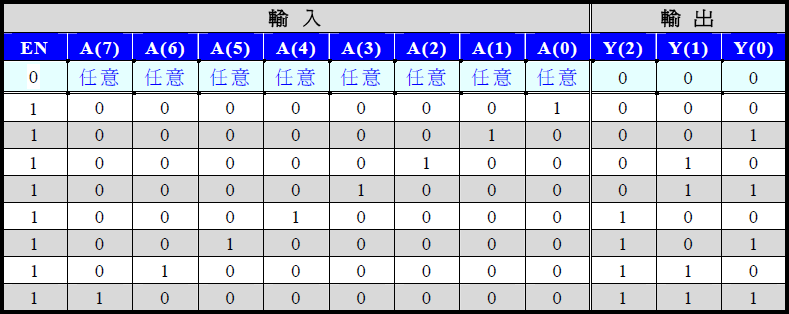 輸 入 輸 出
EN A(7) A(6) A(5) A(4) A(3) A(2) A(1) A(0) Y(2) Y(1) Y(0)
0 任意 任意 任意 任意 任意 任意 任意 任意 0 0 0
1 0 0 0 0 0 0 0 1 0 0 0
1 0 0 0 0 0 0 1 0 0 0 1
1 0 0 0 0 0 1 0 0 0 1 0
1 0 0 0 0 1 0 0 0 0 1 1
1 0 0 0 1 0 0 0 0 1 0 0
1 0 0 1 0 0 0 0 0 1 0 1
1 0 1 0 0 0 0 0 0 1 1 0
1 1 0 0 0 0 0 0 0 1 1 1